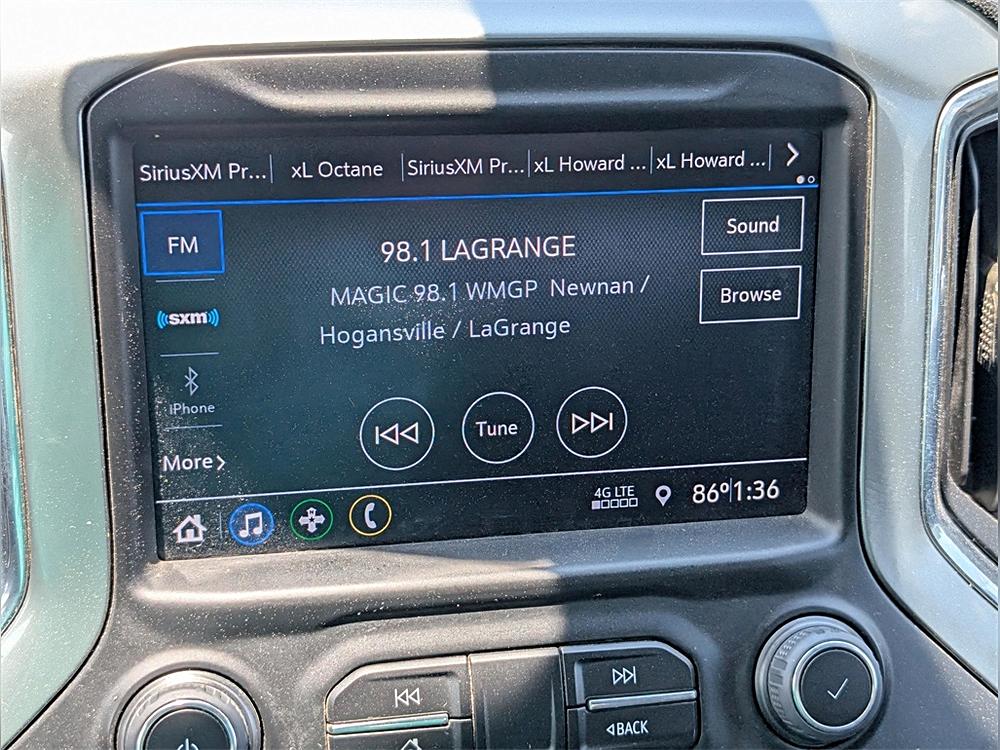 SiriusXM Pr... xL Octane SiriusXM Pr... xL Howard ... xL Howard ...
FM
98.1 LAGRANGE
Sound
MAGIC 98.1 WMGP Newnan /
Browse
sxm
Hogansville / LaGrange
iPhone
Tune
More
4G LTE
86° 1:36
N
BACK